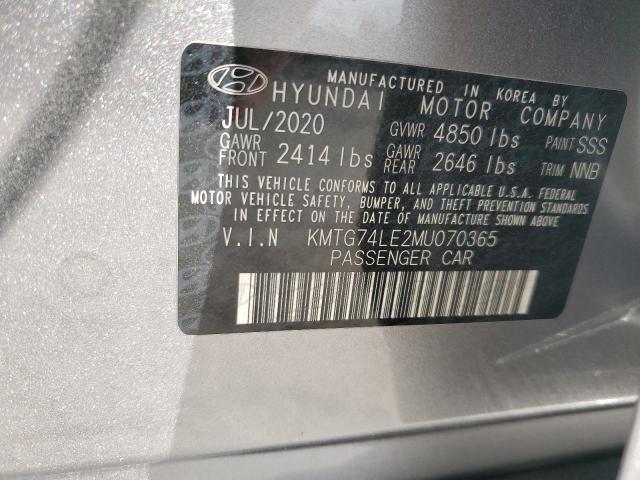 MANUFACTURED IN KOREA BY
HYUNDAI MOTOR COMPANY
JUL/2020 GVWR 4850 lbs PAINT SSS
GAWR FRONT 2414 lbs GAWR REAR 2646 lbs TRIM NNB
THIS VEHICLE CONFORMS TO ALL APPLICABLE U.S.A. FEDERAL
MOTOR VEHICLE SAFETY, BUMPER, AND THEFT PREVENTION STANDARDS
IN EFFECT ON THE DATE OF MANUFACTURE SHOWN ABOVE.
V.I.N KMTG74LE2MU070365
PASSENGER CAR